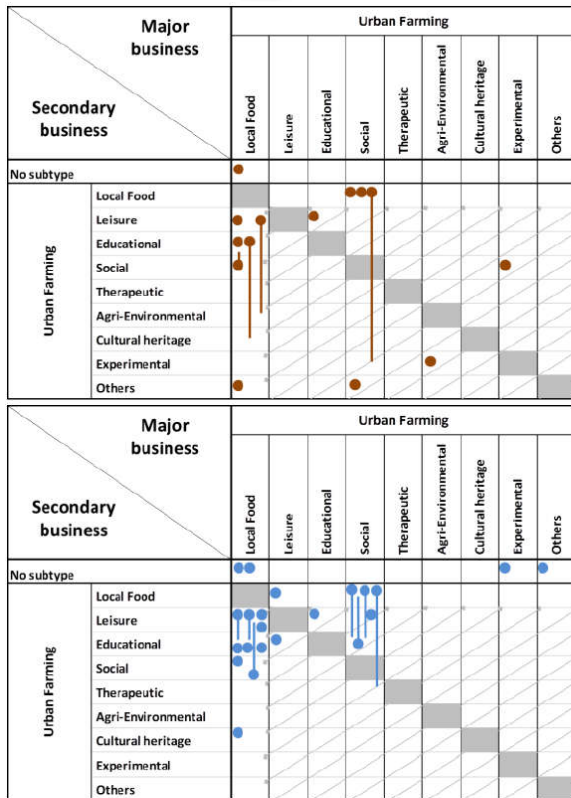 Major
business
Secondary
business
Urban Farming
Local Food
Leisure
Educational
Social
Therapeutic
Agri-Environmental
Cultural heritage
Experimental
Others
No subtype
Urban Farming
Local Food
Leisure
Educational
Social
Therapeutic
Agri-Environmental
Cultural heritage
Experimental
Others
Major
business
Secondary
business
Urban Farming
Local Food
Leisure
Educational
Social
Therapeutic
Agri-Environmental
Cultural heritage
Experimental
Others
No subtype
Urban Farming
Local Food
Leisure
Educational
Social
Therapeutic
Agri-Environmental
Cultural heritage
Experimental
Others